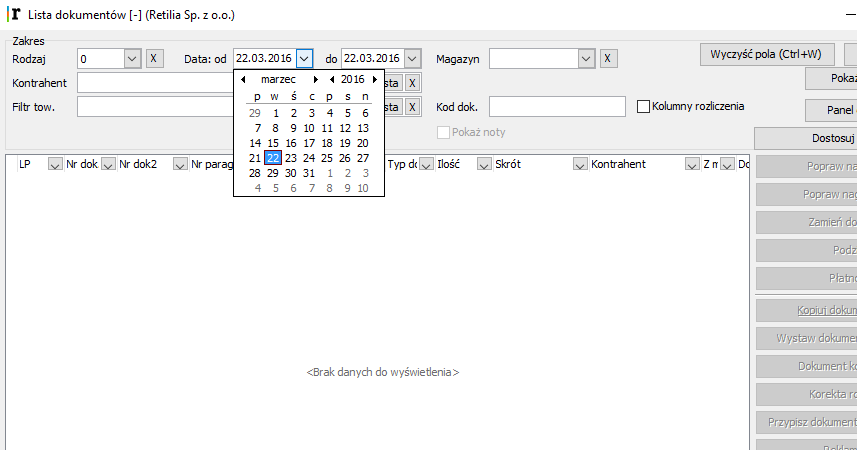 r Lista dokumentów [-] (Retilia Sp. z o.o.)
Zakres
Rodzaj 0 X Data: od 22.03.2016 do 22.03.2016 Magazyn X Wyczyść pola (Ctrl+W)
Kontrahent sta X Pokaz
Filtr tow. sta X Kod dok. Kolumny rozliczenia Panel
Pokaż noty Dostosuj
marzec 2016
p w ś c p s n
29 1 2 3 4 5 6
7 8 9 10 11 12 13
14 15 16 17 18 19 20
21 22 23 24 25 26 27
28 29 30 31 1 2 3
4 5 6 7 8 9 10
LP Nr dok Nr dok2 Nr parag Typ do Ilość Skrót Kontrahent Z m Do
<Brak danych do wyświetlenia>
Popraw na
Popraw nag
Zamień do
Podz
Płatno
Kopiuj dokum
Wystaw dokumen
Dokument ko
Korekta ro
Przypisz dokument
Reklam